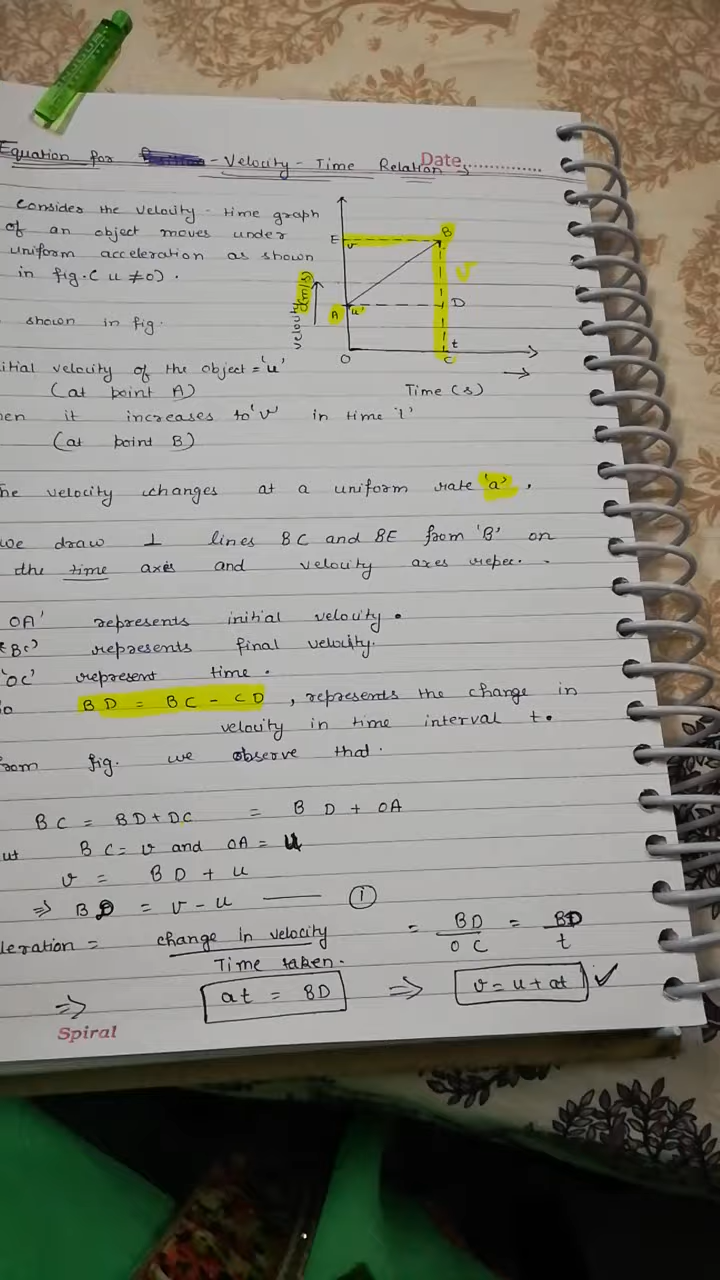 Equation for - Velocity - Time Relation
Date..............
Consider the velocity - time graph
of an object moves under
uniform acceleration as shown
in fig. (u ≠ 0).
shown in fig.
E
v
B
v
A
u
D
O
t
C
velocity (m/s)
Time (s)
itial velocity of the object = 'u'
(at point A)
en it increases to 'v' in time 't'
(at point B)
he velocity changes at a uniform rate 'a'.
we draw ⊥ lines BC and BE from 'B' on
the time axis and velocity axes repec.
OA' represents initial velocity.
BC' represents final velocity.
'OC' represent time.
BD = BC - CD, represents the change in
velocity in time interval t.
rom fig. we observe that.
BC = BD + DC = BD + OA
ut BC = v and OA = u
v = BD + u
⇒ BD = v - u —— ①
leration = change in velocity / Time taken. = BD / OC = BD / t
⇒ at = BD ⇒ v = u + at ✓
Spiral